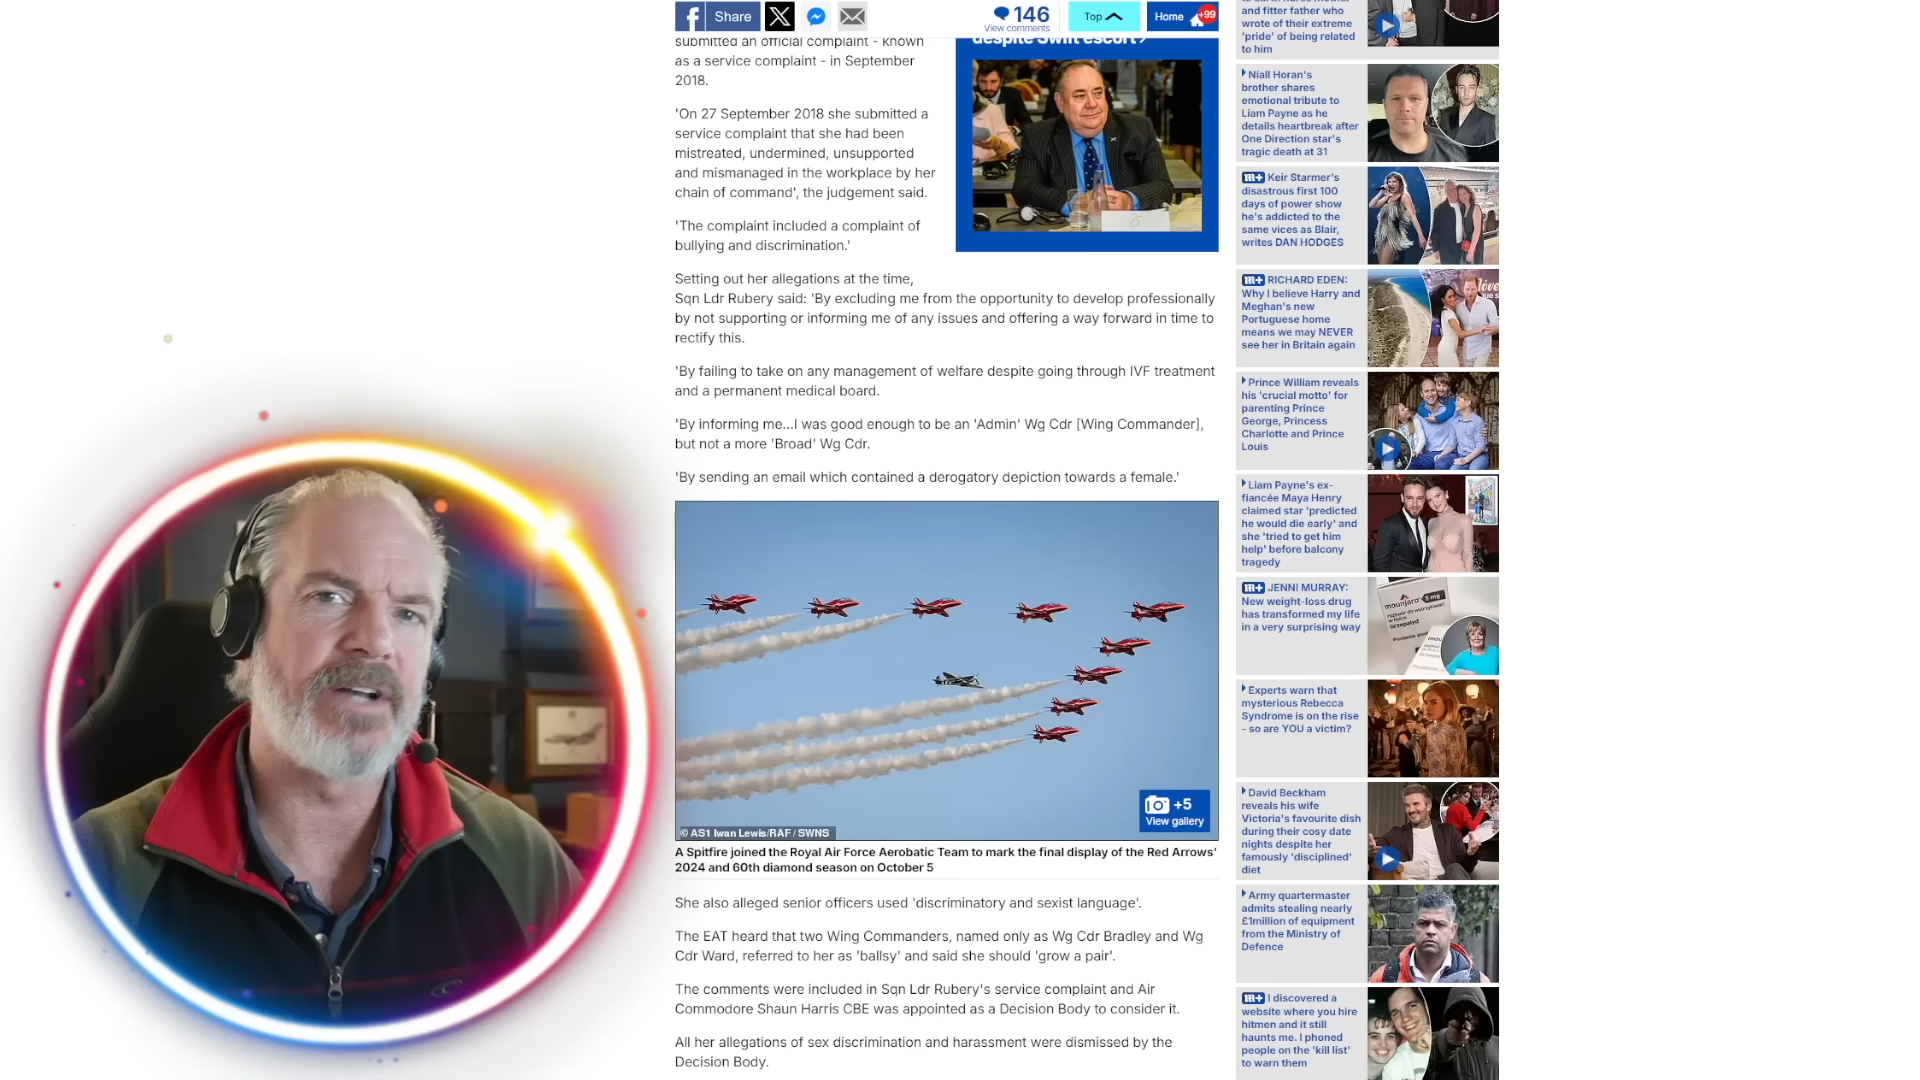 Share
146
View comments
Top
Home
+99
submitted an official complaint - known
as a service complaint - in September
2018.
'On 27 September 2018 she submitted a
service complaint that she had been
mistreated, undermined, unsupported
and mismanaged in the workplace by her
chain of command', the judgement said.
'The complaint included a complaint of
bullying and discrimination.'
despite Swift escort
Setting out her allegations at the time,
Sqn Ldr Rubery said: 'By excluding me from the opportunity to develop professionally
by not supporting or informing me of any issues and offering a way forward in time to
rectify this.
'By failing to take on any management of welfare despite going through IVF treatment
and a permanent medical board.
'By informing me...I was good enough to be an 'Admin' Wg Cdr [Wing Commander],
but not a more 'Broad' Wg Cdr.
'By sending an email which contained a derogatory depiction towards a female.'
+5
View gallery
© AS1 Iwan Lewis/RAF / SWNS
A Spitfire joined the Royal Air Force Aerobatic Team to mark the final display of the Red Arrows'
2024 and 60th diamond season on October 5
She also alleged senior officers used 'discriminatory and sexist language'.
The EAT heard that two Wing Commanders, named only as Wg Cdr Bradley and Wg
Cdr Ward, referred to her as 'ballsy' and said she should 'grow a pair'.
The comments were included in Sqn Ldr Rubery's service complaint and Air
Commodore Shaun Harris CBE was appointed as a Decision Body to consider it.
All her allegations of sex discrimination and harassment were dismissed by the
Decision Body.
and fitter father who
wrote of their extreme
'pride' of being related
to him
Niall Horan's
brother shares
emotional tribute to
Liam Payne as he
details heartbreak after
One Direction star's
tragic death at 31
m+ Keir Starmer's
disastrous first 100
days of power show
he's addicted to the
same vices as Blair,
writes DAN HODGES
m+ RICHARD EDEN:
Why I believe Harry and
Meghan's new
Portuguese home
means we may NEVER
see her in Britain again
Prince William reveals
his 'crucial motto' for
parenting Prince
George, Princess
Charlotte and Prince
Louis
Liam Payne's ex-
fiancée Maya Henry
claimed star 'predicted
he would die early' and
she 'tried to get him
help' before balcony
tragedy
m+ JENNI MURRAY:
New weight-loss drug
has transformed my life
in a very surprising way
mounjaro 5 mg
Experts warn that
mysterious Rebecca
Syndrome is on the rise
- so are YOU a victim?
David Beckham
reveals his wife
Victoria's favourite dish
during their cosy date
nights despite her
famously 'disciplined'
diet
Army quartermaster
admits stealing nearly
£1million of equipment
from the Ministry of
Defence
m+ I discovered a
website where you hire
hitmen and it still
haunts me. I phoned
people on the 'kill list'
to warn them